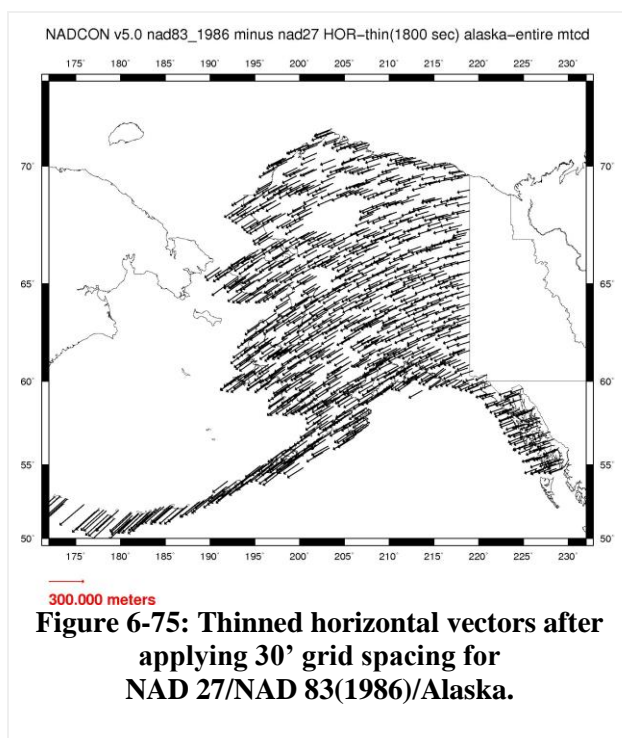 NADCON v5.0 nad83_1986 minus nad27 HOR-thin(1800 sec) alaska-entire mtcd
175˚ 180˚ 185˚ 190˚ 195˚ 200˚ 205˚ 210˚ 215˚ 220˚ 225˚ 230˚
70˚ 70˚
65˚ 65˚
60˚ 60˚
55˚ 55˚
50˚ 50˚
175˚ 180˚ 185˚ 190˚ 195˚ 200˚ 205˚ 210˚ 215˚ 220˚ 225˚ 230˚
300.000 meters
Figure 6-75: Thinned horizontal vectors after
applying 30’ grid spacing for
NAD 27/NAD 83(1986)/Alaska.